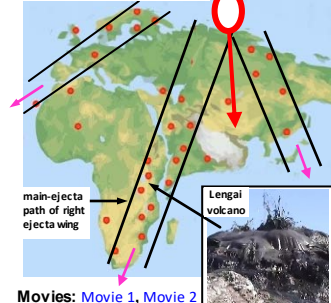 main-ejecta
path of right
ejecta wing
Lengai
volcano
Movies: Movie 1, Movie 2